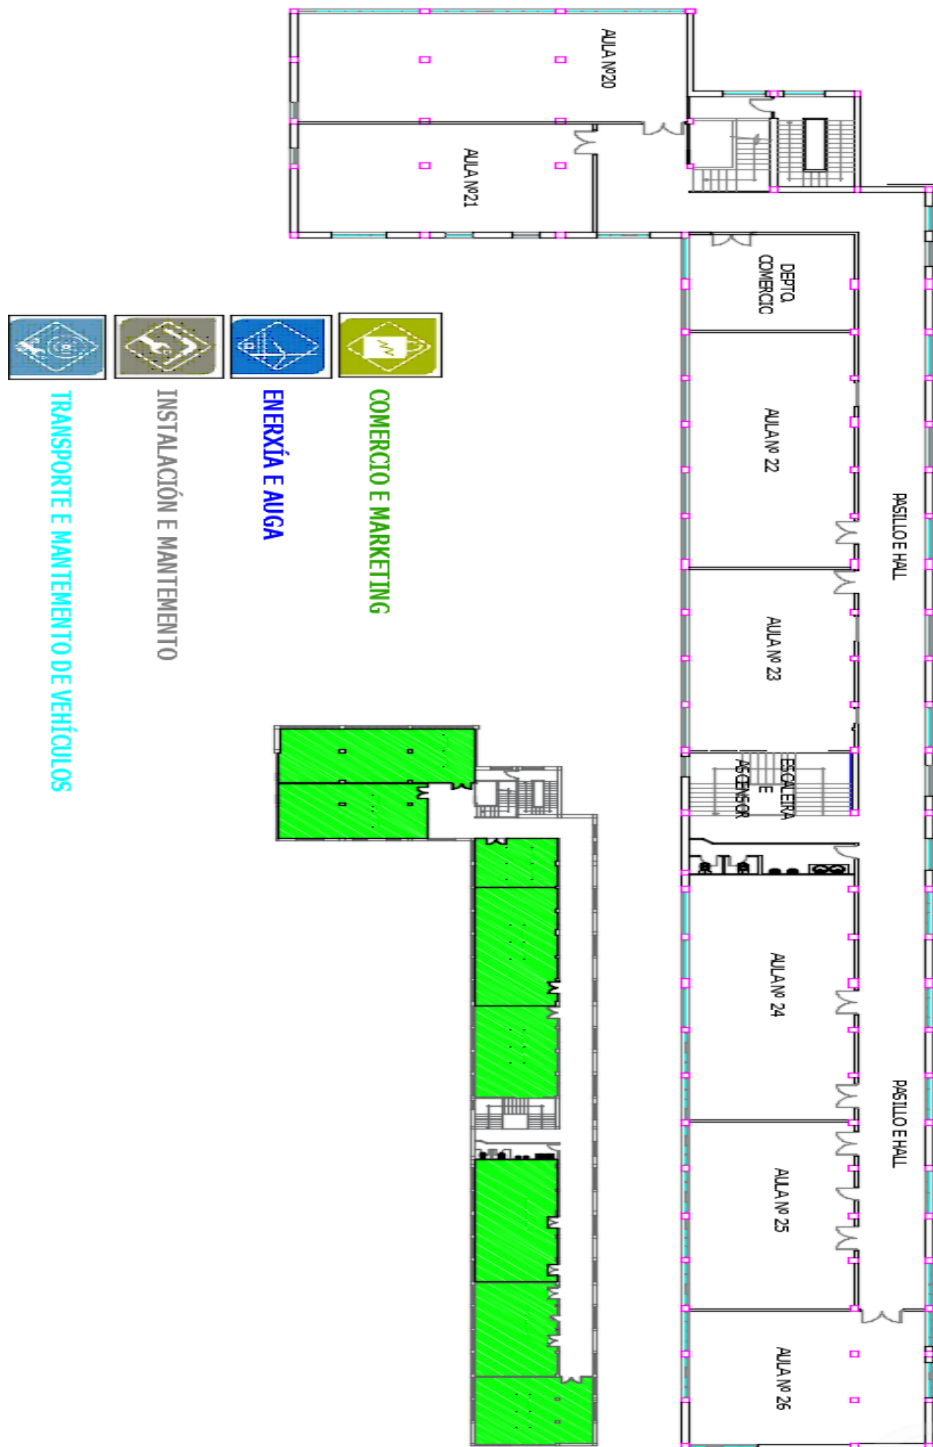 AULA Nº20
AULA Nº21
DEPTO.
COMERCIO
AULA Nº 22
PASILLO E HALL
AULA Nº 23
ESCALEIRA
E
ASCENSOR
AULA Nº 24
PASILLO E HALL
AULA Nº 25
AULA Nº 26
COMERCIO E MARKETING
ENERXÍA E AUGA
INSTALACIÓN E MANTEMENTO
TRANSPORTE E MANTEMENTO DE VEHÍCULOS